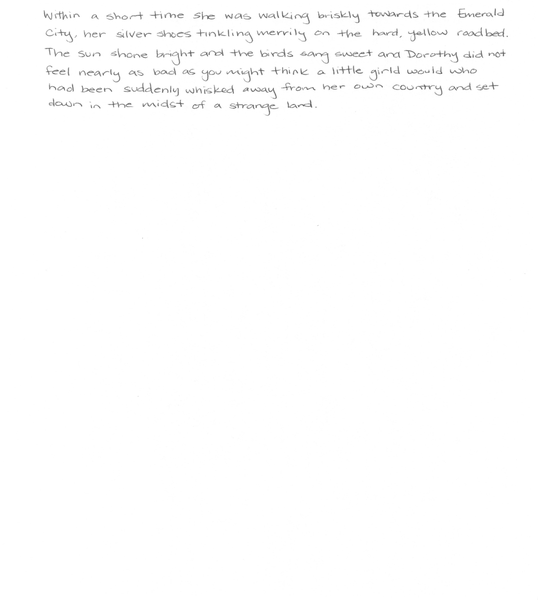 Within a short time she was walking briskly towards the Emerald
City, her silver shoes tinkling merrily on the hard, yellow roadbed.
The sun shone bright and the birds sang sweet and Dorothy did not
feel nearly as bad as you might think a little girld would who
had been suddenly whisked away from her own country and set
down in the midst of a strange land.